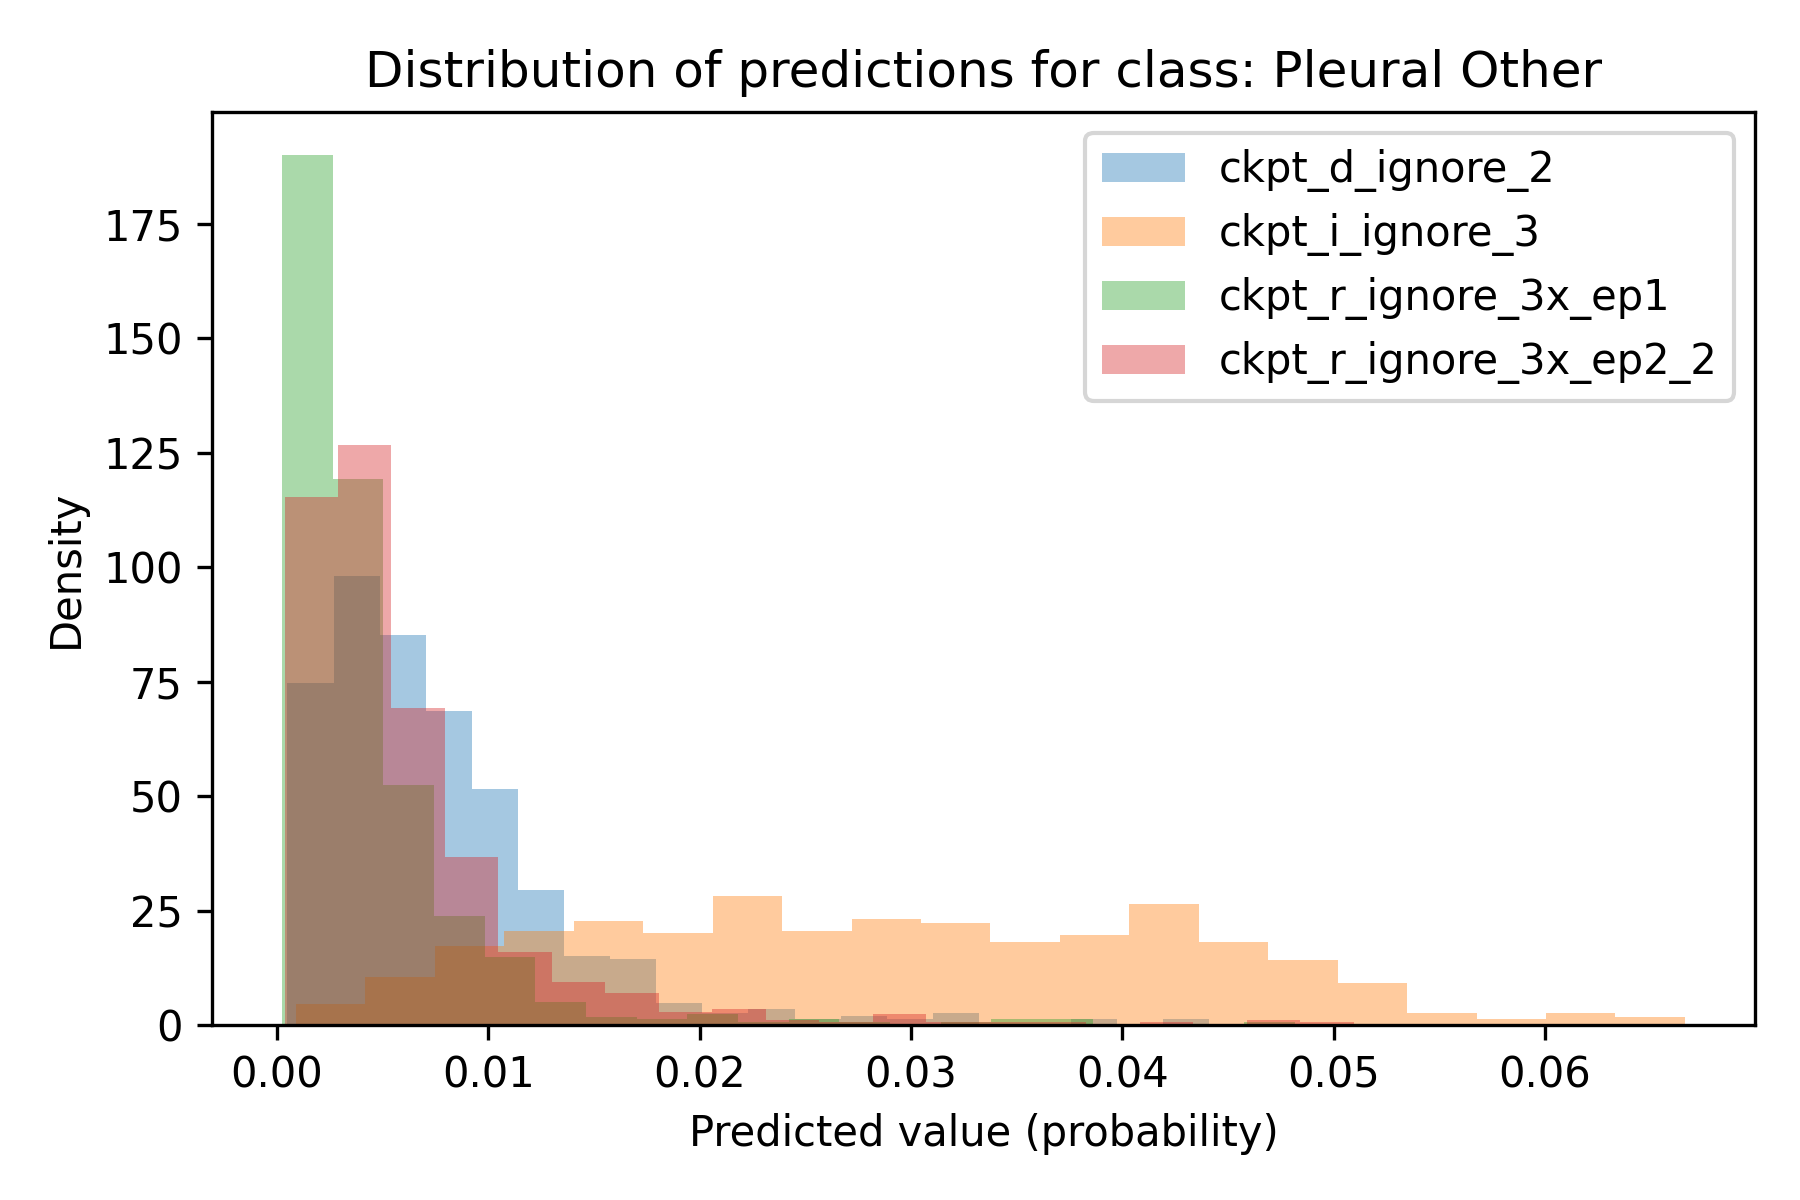 Distribution of predictions for class: Pleural Other
ckpt_d_ignore_2
ckpt_i_ignore_3
ckpt_r_ignore_3x_ep1
ckpt_r_ignore_3x_ep2_2
Density
175
150
125
100
75
50
25
0
0.00 0.01 0.02 0.03 0.04 0.05 0.06
Predicted value (probability)